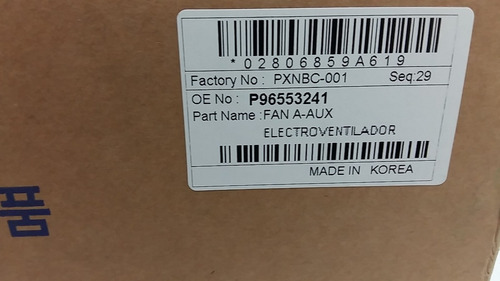 *02806859A619
Factory No : PXNBC-001 Seq:29
OE No : P96553241
Part Name : FAN A-AUX
ELECTROVENTILADOR
MADE IN KOREA
품